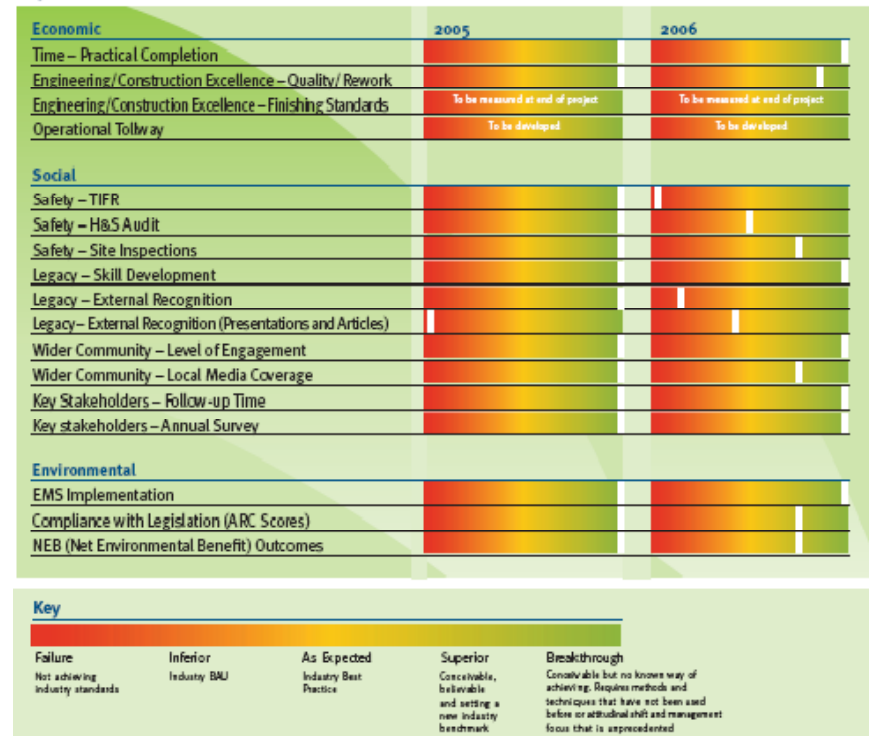 Economic 2005 2006
Time – Practical Completion
Engineering/Construction Excellence – Quality/Rework
Engineering/Construction Excellence – Finishing Standards To be measured at end of project To be measured at end of project
Operational Tollway To be developed To be developed
Social
Safety – TIFR
Safety – H&S Audit
Safety – Site Inspections
Legacy – Skill Development
Legacy – External Recognition
Legacy – External Recognition (Presentations and Articles)
Wider Community – Level of Engagement
Wider Community – Local Media Coverage
Key Stakeholders – Follow-up Time
Key stakeholders – Annual Survey
Environmental
EMS Implementation
Compliance with Legislation (ARC Scores)
NEB (Net Environmental Benefit) Outcomes
Key
Failure
Not achieving
industry standards
Inferior
Industry BAU
As Expected
Industry Best
Practice
Superior
Conceivable,
believable
and setting a
new industry
benchmark
Breakthrough
Conceivable but no known way of
achieving. Requires methods and
techniques that have not been used
before or attitudinal shift and management
focus that is unprecedented